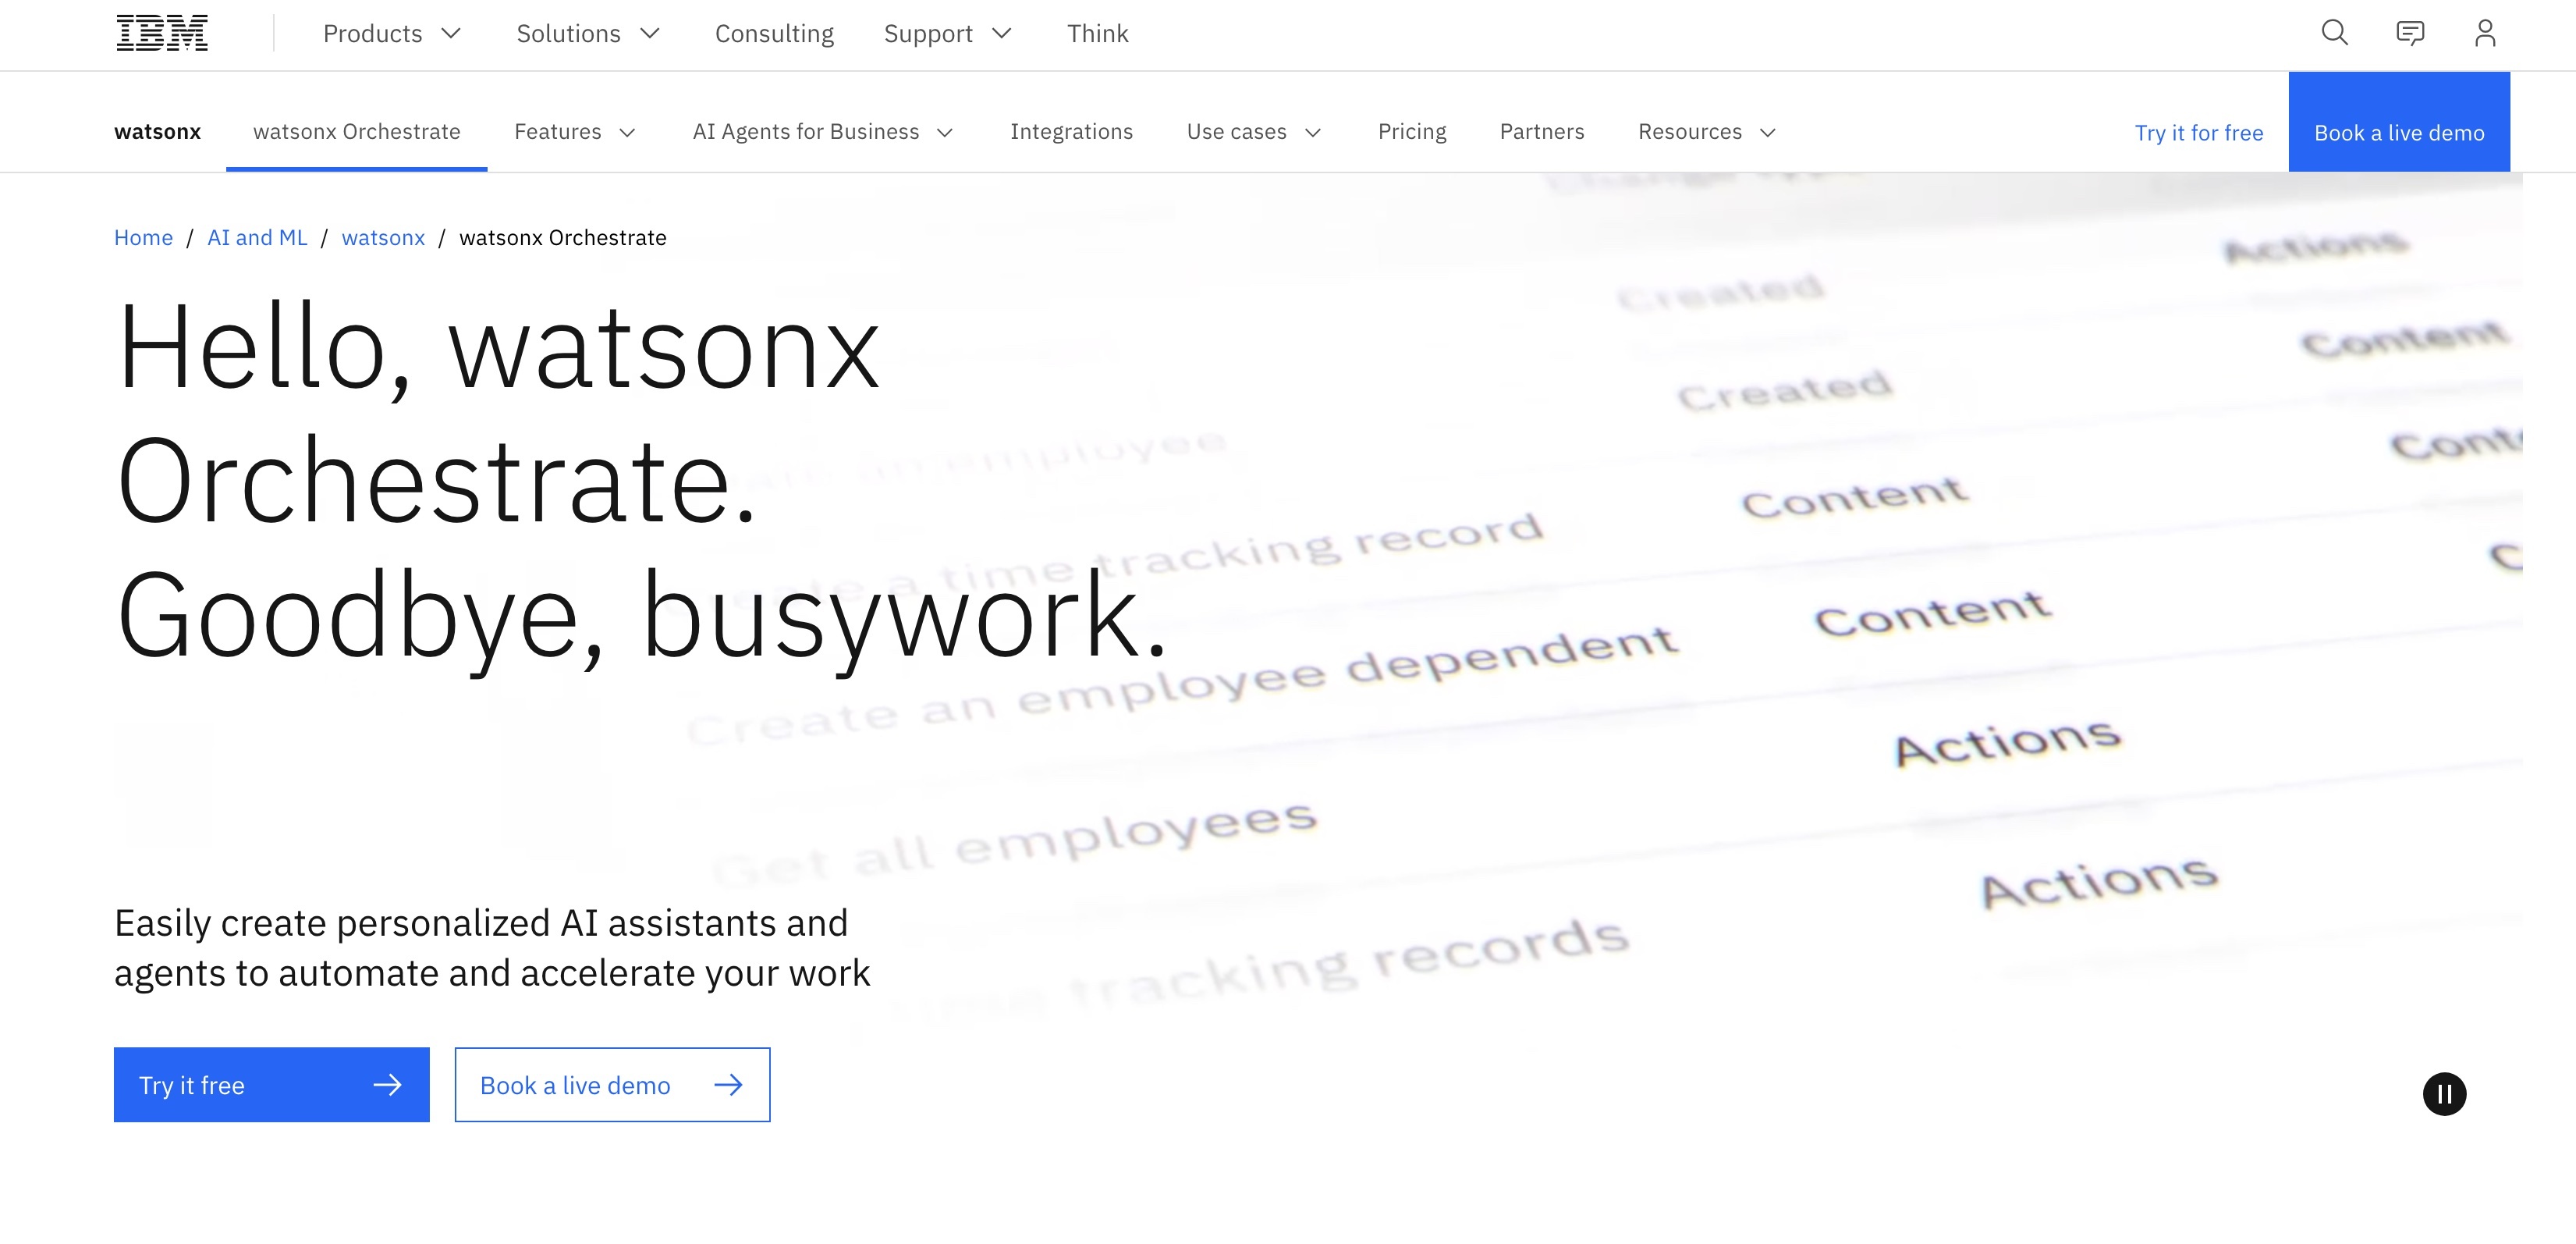 IBM
Products Solutions Consulting Support Think
watsonx watsonx Orchestrate Features AI Agents for Business Integrations Use cases Pricing Partners Resources Try it for free Book a live demo
Home / AI and ML / watsonx / watsonx Orchestrate
Hello, watsonx
Orchestrate.
Goodbye, busywork.
Actions
Created
Content
Created
an employee
Content
Create a time tracking record
Content
Create an employee dependent
Actions
Get all employees
Actions
tracking records
Easily create personalized AI assistants and
agents to automate and accelerate your work
Try it free
Book a live demo